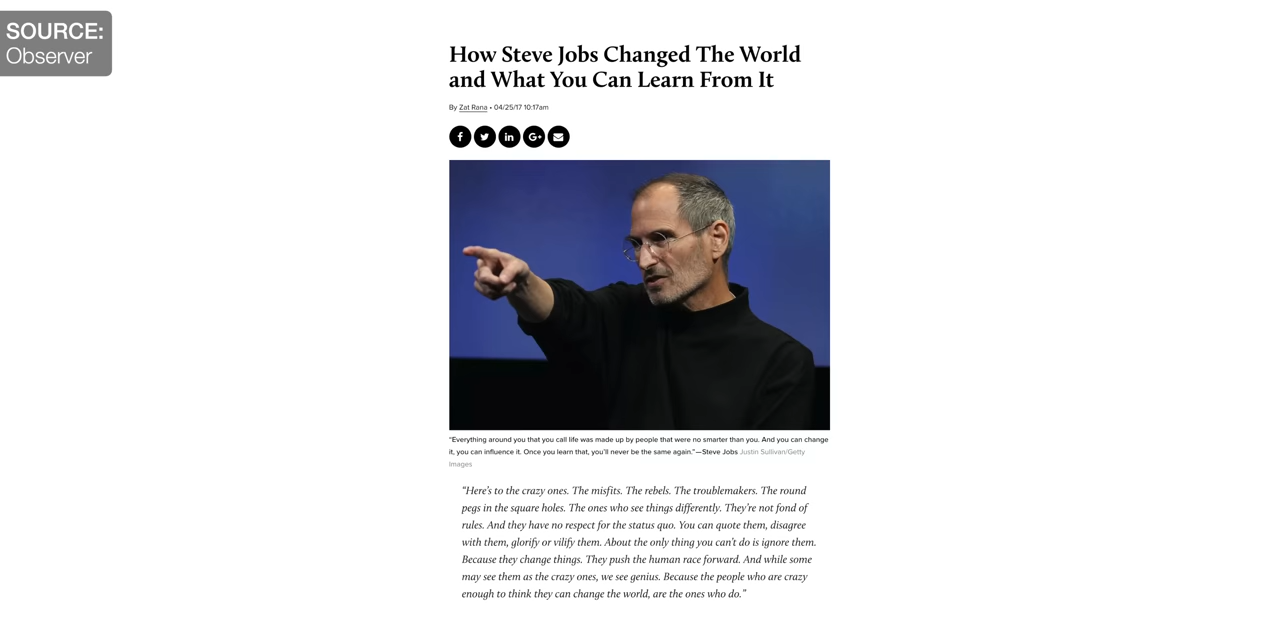 SOURCE:
Observer
How Steve Jobs Changed The World
and What You Can Learn From It
By Zat Rana • 04/25/17 10:17am
“Everything around you that you call life was made up by people that were no smarter than you. And you can change
it, you can influence it. Once you learn that, you’ll never be the same again.”—Steve Jobs Justin Sullivan/Getty
Images
“Here’s to the crazy ones. The misfits. The rebels. The troublemakers. The round
pegs in the square holes. The ones who see things differently. They’re not fond of
rules. And they have no respect for the status quo. You can quote them, disagree
with them, glorify or vilify them. About the only thing you can’t do is ignore them.
Because they change things. They push the human race forward. And while some
may see them as the crazy ones, we see genius. Because the people who are crazy
enough to think they can change the world, are the ones who do.”